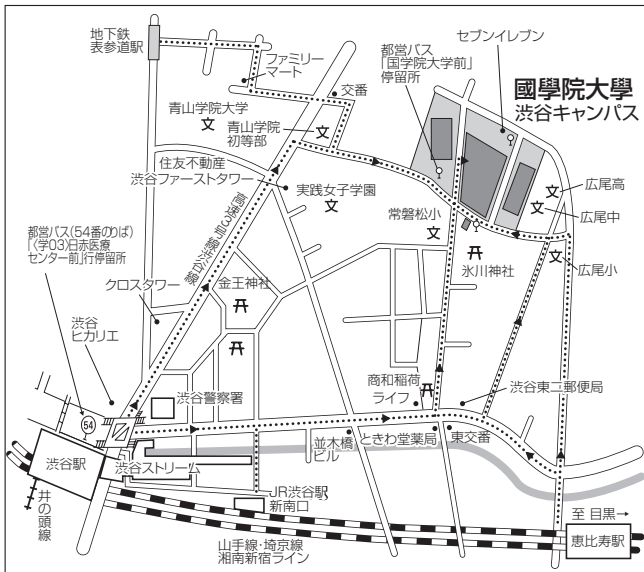 地下鉄
表参道駅
ファミリー
マート
交番
都営バス
「国学院大学前」
停留所
セブンイレブン
國學院大學
渋谷キャンパス
青山学院大学
文
青山学院
初等部
文
住友不動産
渋谷ファーストタワー
実践女子学園
文
高速3号線渋谷線
常磐松小
文
文
広尾高
文
広尾中
文
広尾小
氷川神社
都営バス(54番のりば)
「〈学03〉日赤医療
センター前」行停留所
クロスタワー
金王神社
渋谷
ヒカリエ
54
渋谷警察署
商和稲荷
ライフ
渋谷東二郵便局
渋谷駅
渋谷ストリーム
並木橋
ビル
ときわ堂薬局
東交番
井の頭線
JR渋谷駅
新南口
山手線・埼京線
湘南新宿ライン
至 目黒→
恵比寿駅